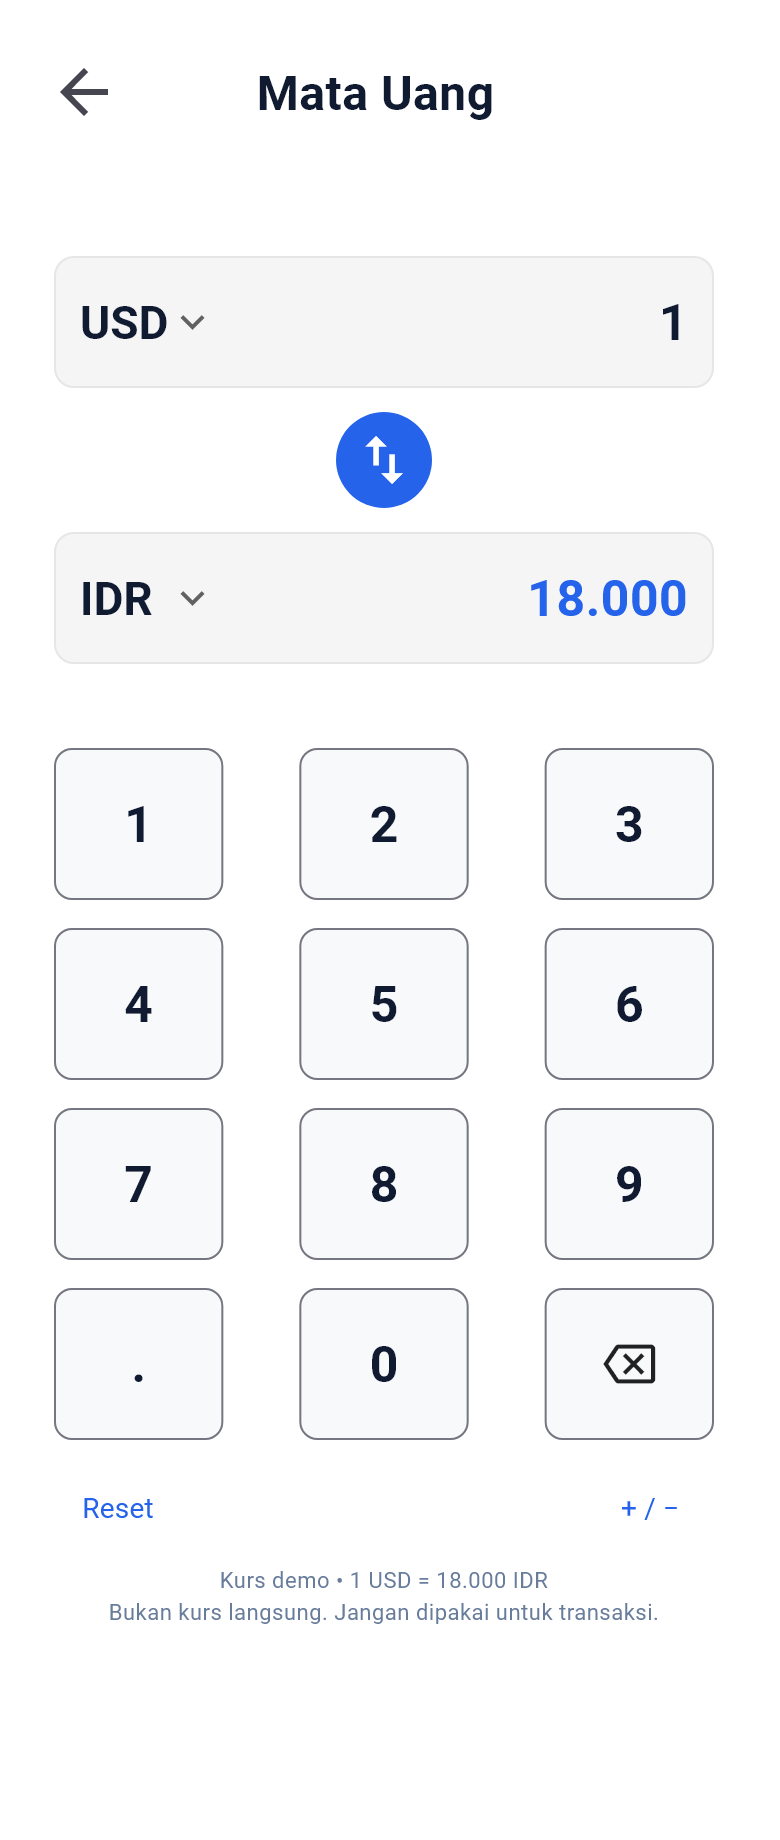 Mata Uang
USD 1
IDR 18.000
1 2 3
4 5 6
7 8 9
. 0
Reset + / −
Kurs demo • 1 USD = 18.000 IDR
Bukan kurs langsung. Jangan dipakai untuk transaksi.